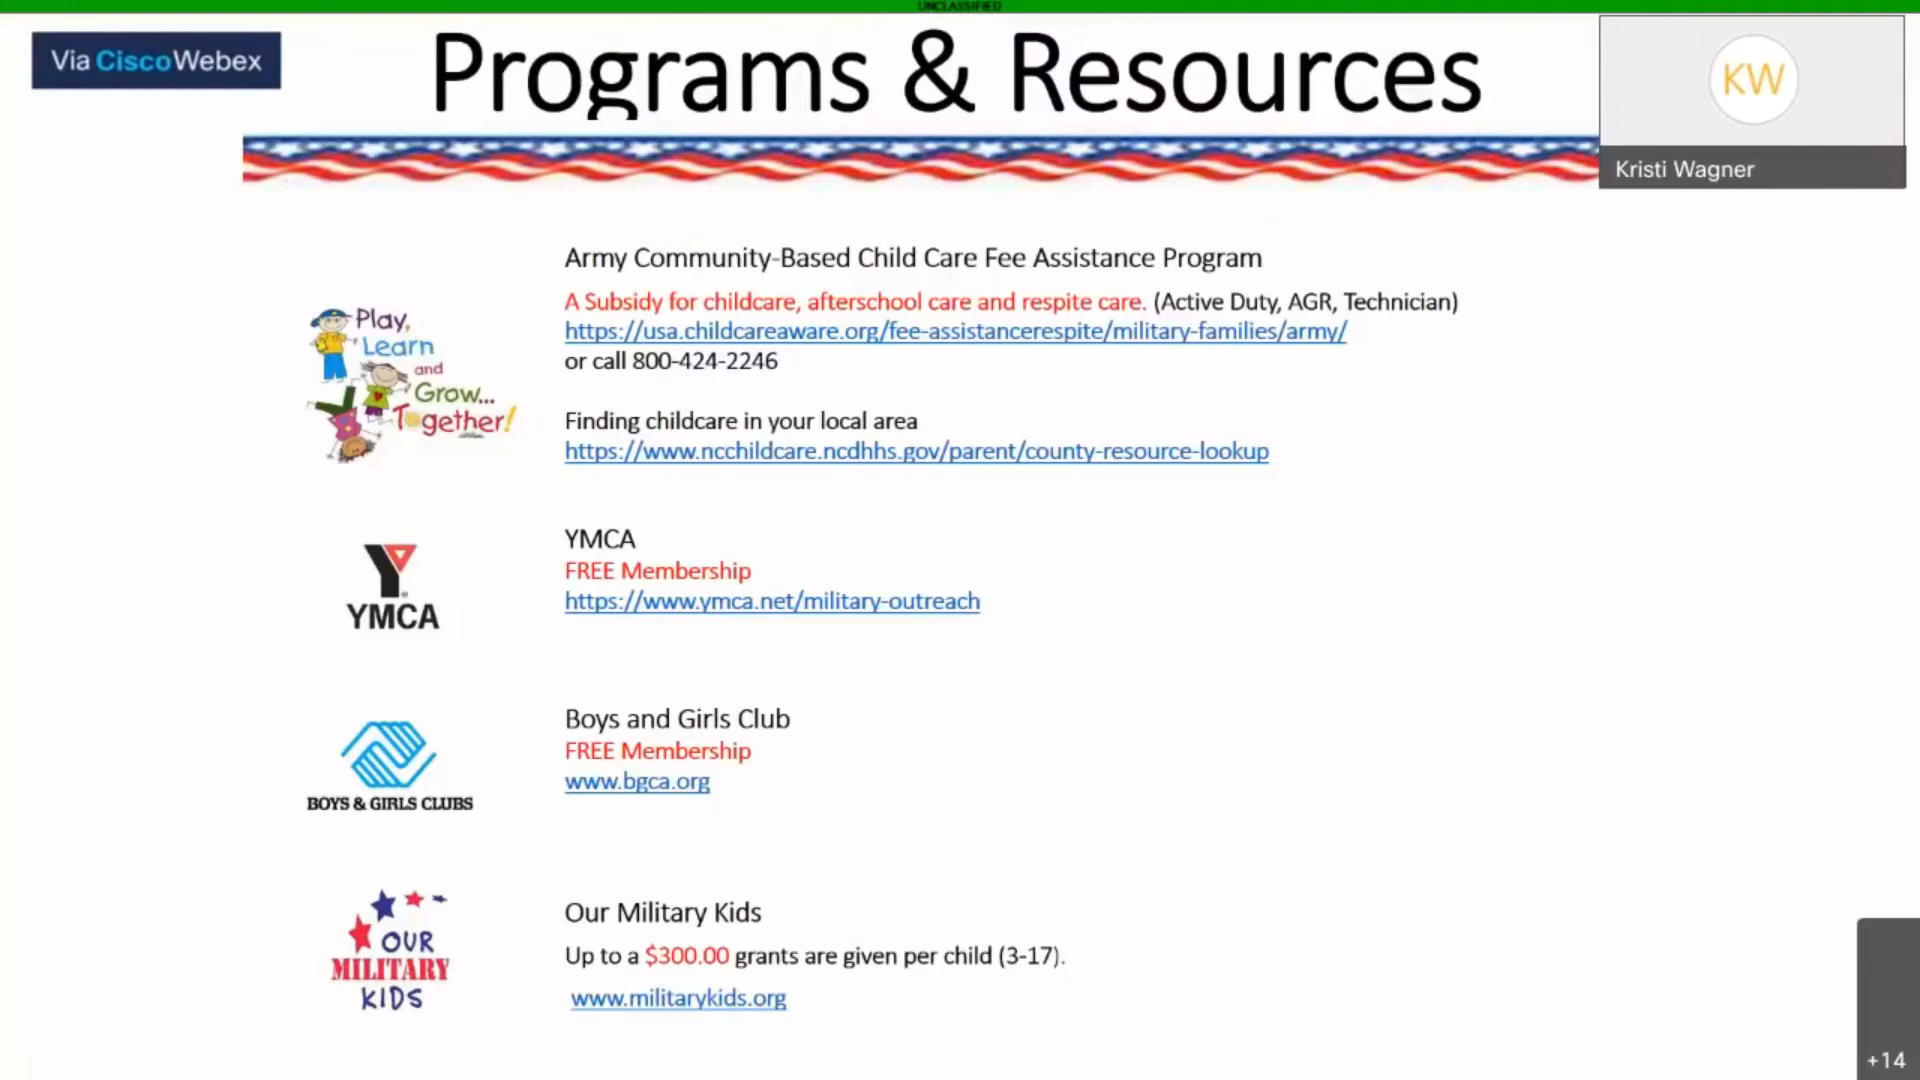 UNCLASSIFIED
Via CiscoWebex
Programs & Resources
KW
Kristi Wagner
Army Community-Based Child Care Fee Assistance Program
A Subsidy for childcare, afterschool care and respite care. (Active Duty, AGR, Technician)
https://usa.childcareaware.org/fee-assistancerespite/military-families/army/
or call 800-424-2246
Play,
Learn
and
Grow...
Together!
Finding childcare in your local area
https://www.ncchildcare.ncdhhs.gov/parent/county-resource-lookup
YMCA
YMCA
FREE Membership
https://www.ymca.net/military-outreach
BOYS & GIRLS CLUBS
Boys and Girls Club
FREE Membership
www.bgca.org
OUR
MILITARY
KIDS
Our Military Kids
Up to a $300.00 grants are given per child (3-17).
www.militarykids.org
+14